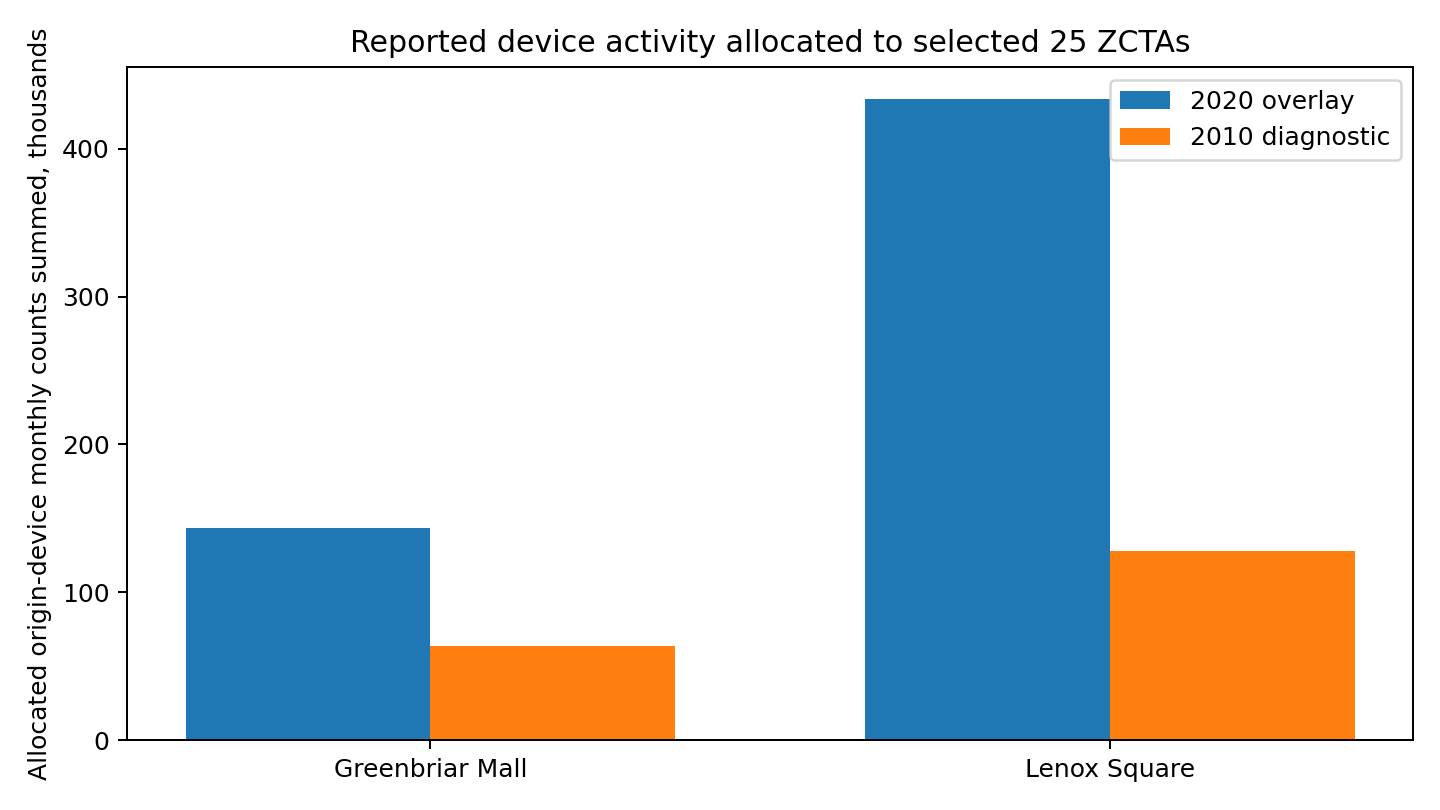 Reported device activity allocated to selected 25 ZCTAs
Allocated origin-device monthly counts summed, thousands
400
300
200
100
0
2020 overlay
2010 diagnostic
Greenbriar Mall
Lenox Square